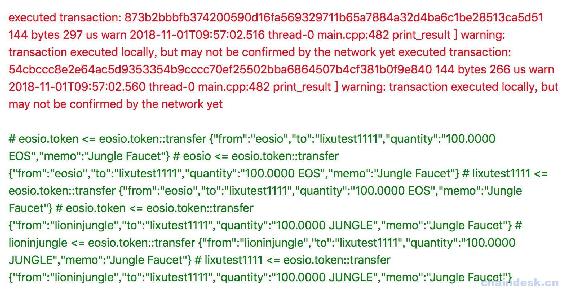 executed transaction: 873b2bbbfb374200590d16fa569329711b65a7884a32d4ba6c1be28513ca5d51
144 bytes 297 us warn 2018-11-01T09:57:02.516 thread-0 main.cpp:482 print_result ] warning:
transaction executed locally, but may not be confirmed by the network yet executed transaction:
54cbccc8e2e64ac5d9353354b9cccc70ef25502bba6864507b4cf381b0f9e840 144 bytes 266 us warn
2018-11-01T09:57:02.560 thread-0 main.cpp:482 print_result ] warning: transaction executed locally, but
may not be confirmed by the network yet
# eosio.token <= eosio.token::transfer {"from":"eosio","to":"lixutest1111","quantity":"100.0000
EOS","memo":"Jungle Faucet"} # eosio <= eosio.token::transfer
{"from":"eosio","to":"lixutest1111","quantity":"100.0000 EOS","memo":"Jungle Faucet"} # lixutest1111 <=
eosio.token::transfer {"from":"eosio","to":"lixutest1111","quantity":"100.0000 EOS","memo":"Jungle
Faucet"} # eosio.token <= eosio.token::transfer
{"from":"lioninjungle","to":"lixutest1111","quantity":"100.0000 JUNGLE","memo":"Jungle Faucet"} #
lioninjungle <= eosio.token::transfer {"from":"lioninjungle","to":"lixutest1111","quantity":"100.0000
JUNGLE","memo":"Jungle Faucet"} # lixutest1111 <= eosio.token::transfer
{"from":"lioninjungle","to":"lixutest1111","quantity":"100.0000 JUNGLE","memo":"Jungle Faucet"}
chaindesk.cn